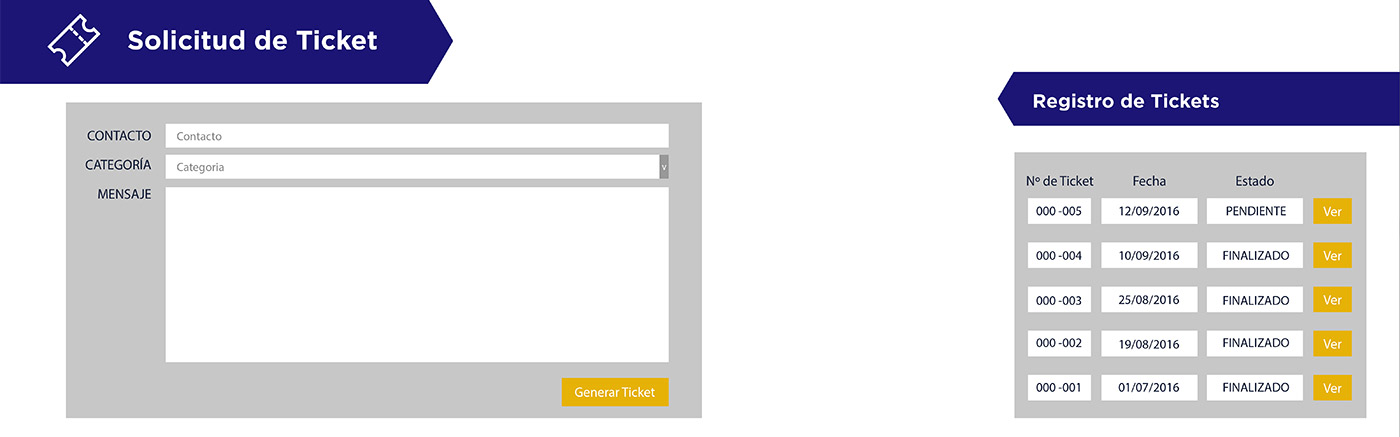 Solicitud de Ticket
CONTACTO Contacto
CATEGORÍA Categoria v
MENSAJE
Generar Ticket
Registro de Tickets
Nº de Ticket Fecha Estado
000 -005 12/09/2016 PENDIENTE Ver
000 -004 10/09/2016 FINALIZADO Ver
000 -003 25/08/2016 FINALIZADO Ver
000 -002 19/08/2016 FINALIZADO Ver
000 -001 01/07/2016 FINALIZADO Ver